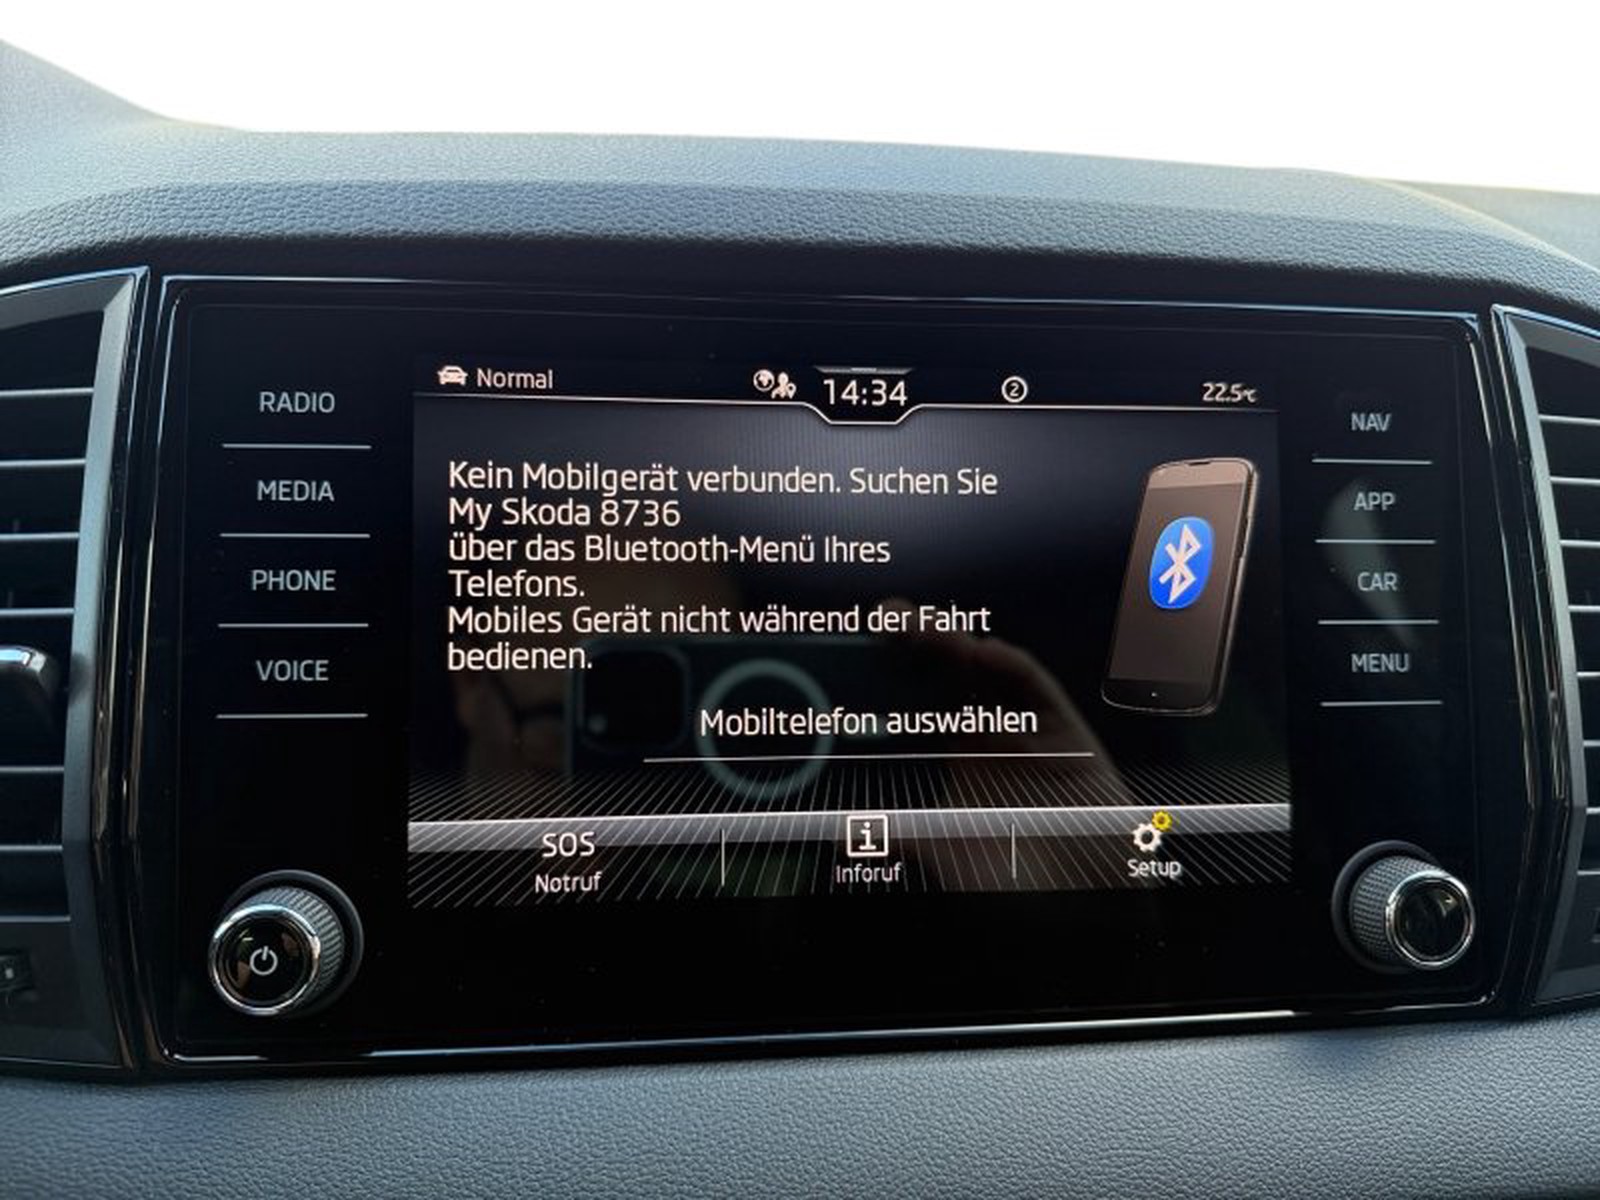 Normal
14:34
2
22.5°C
RADIO
MEDIA
PHONE
VOICE
NAV
APP
CAR
MENU
Kein Mobilgerät verbunden. Suchen Sie
My Skoda 8736
über das Bluetooth-Menü Ihres
Telefons.
Mobiles Gerät nicht während der Fahrt
bedienen.
Mobiltelefon auswählen
SOS
Notruf
i
Inforuf
Setup